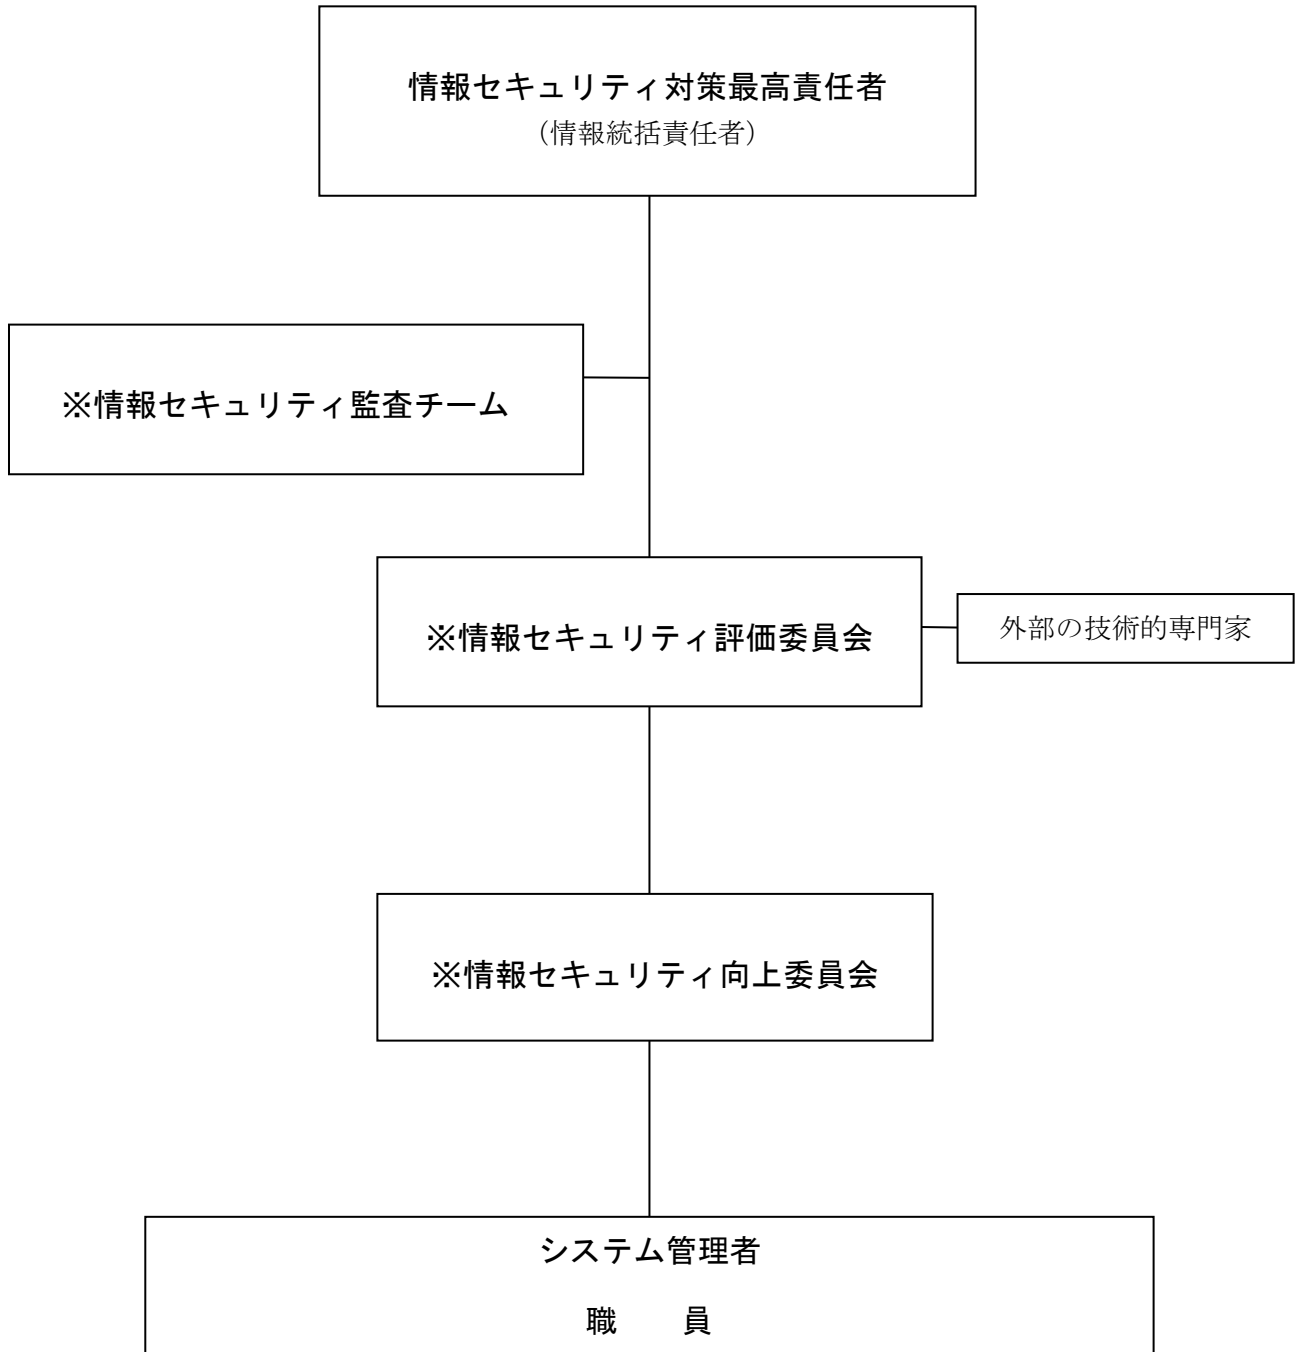 情報セキュリティ対策最高責任者
（情報統括責任者）
※情報セキュリティ監査チーム
※情報セキュリティ評価委員会
外部の技術的専門家
※情報セキュリティ向上委員会
システム管理者
職　　員